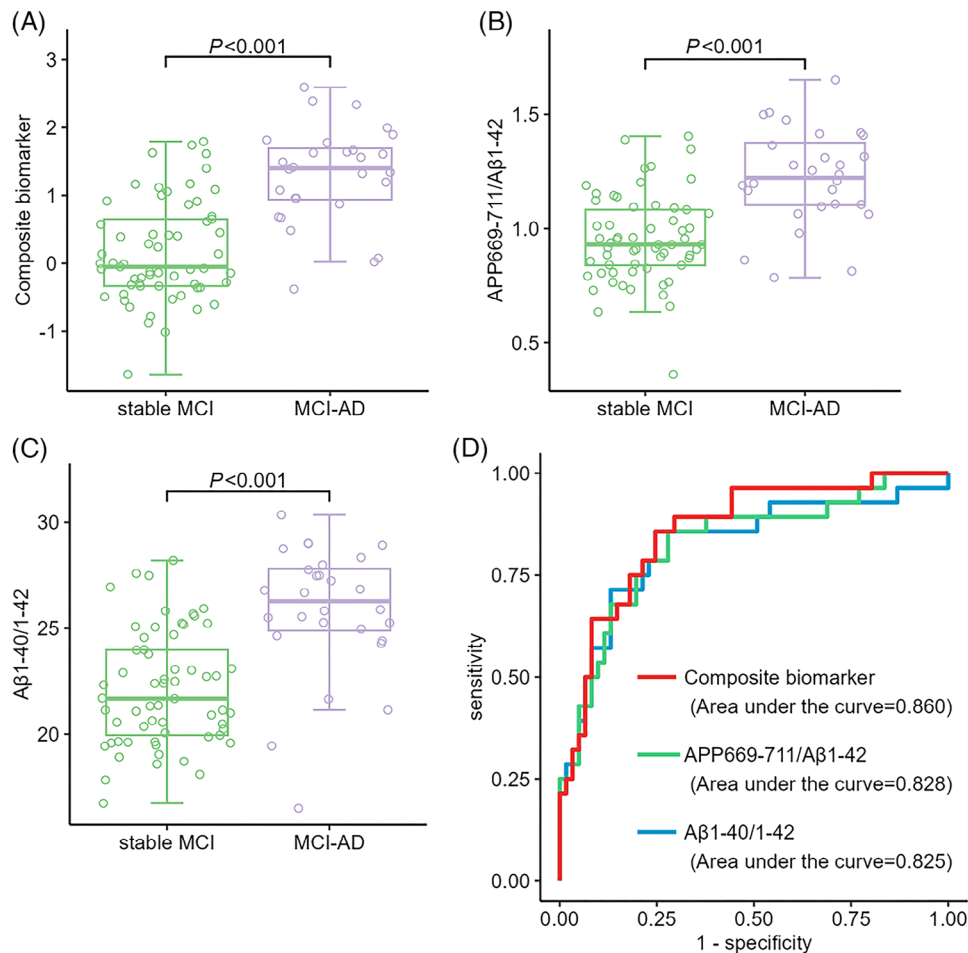 (A)
P<0.001
Composite biomarker
3
2
1
0
-1
stable MCI
MCI-AD
(B)
P<0.001
APP669-711/Aβ1-42
1.5
1.0
0.5
stable MCI
MCI-AD
(C)
P<0.001
Aβ1-40/1-42
30
25
20
stable MCI
MCI-AD
(D)
sensitivity
1.00
0.75
0.50
0.25
0.00
Composite biomarker
(Area under the curve=0.860)
APP669-711/Aβ1-42
(Area under the curve=0.828)
Aβ1-40/1-42
(Area under the curve=0.825)
0.00 0.25 0.50 0.75 1.00
1 - specificity